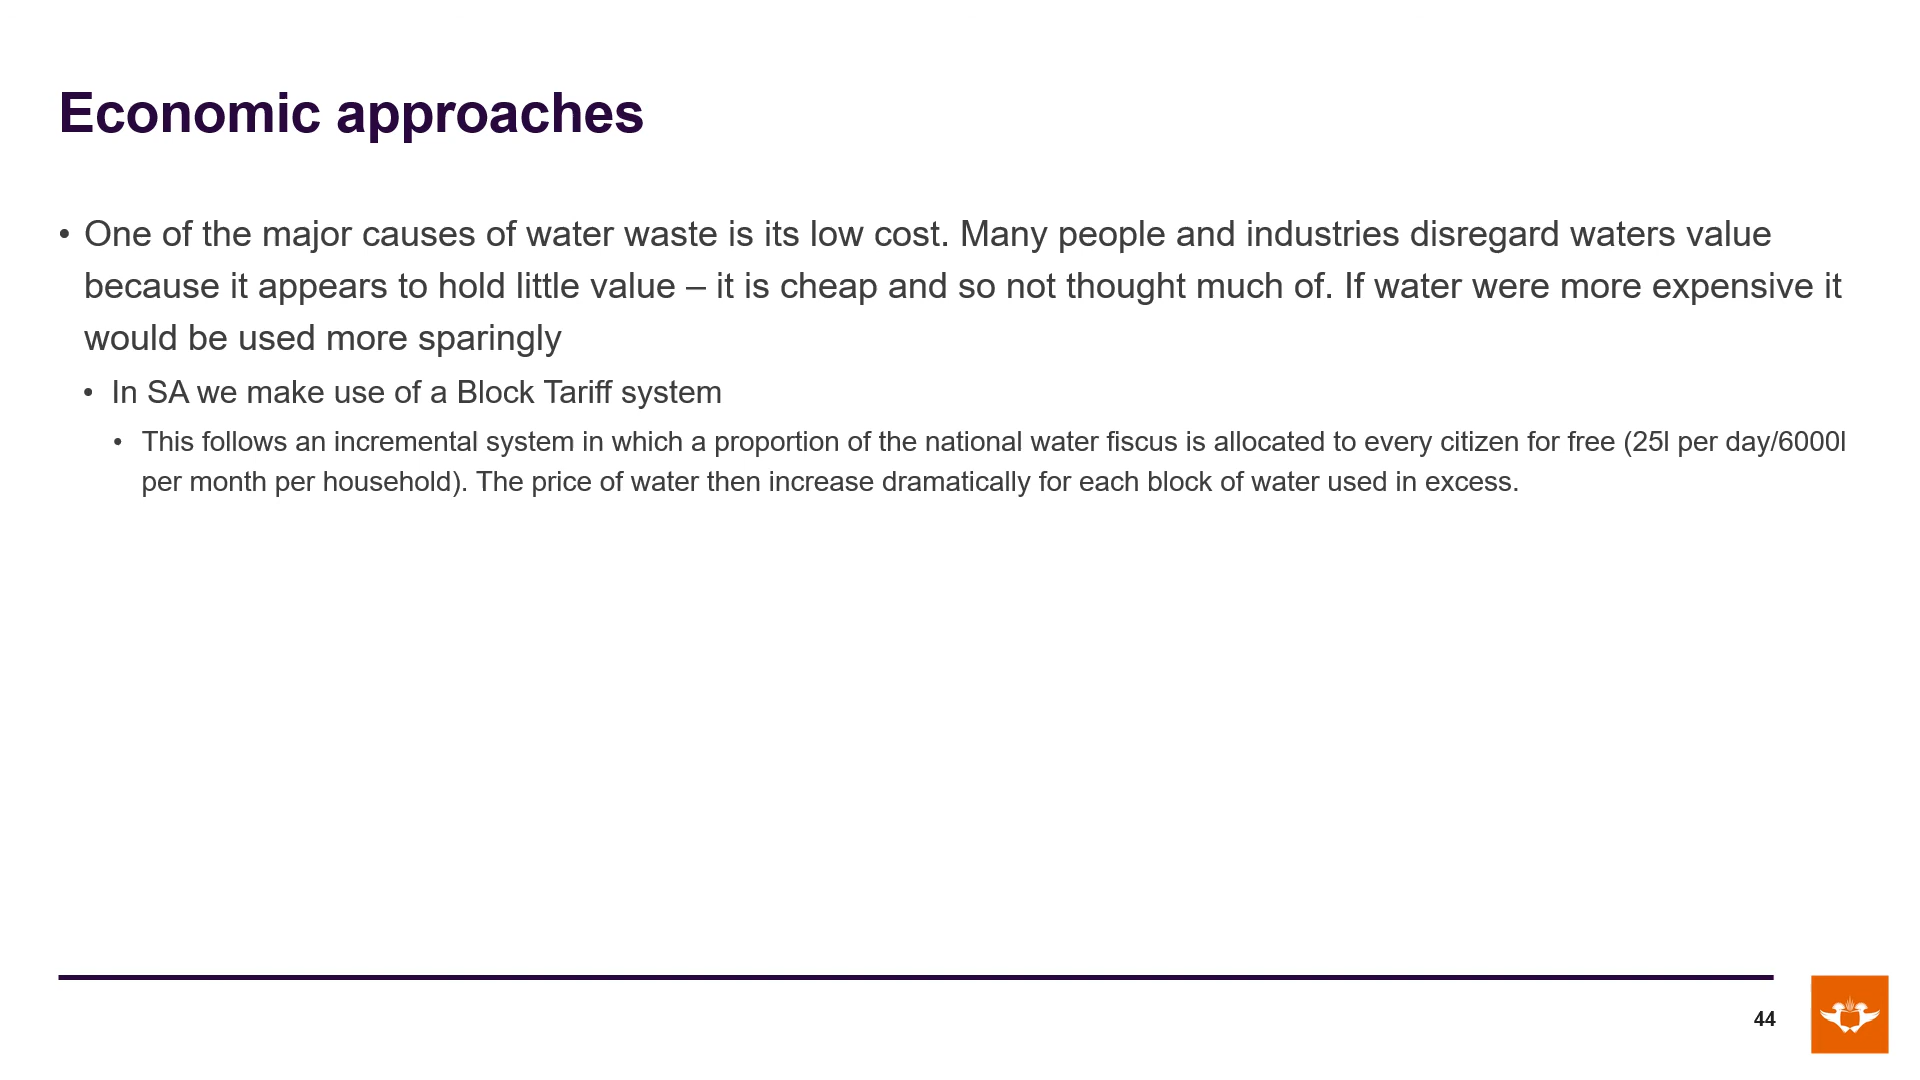 Economic approaches
• One of the major causes of water waste is its low cost. Many people and industries disregard waters value
because it appears to hold little value – it is cheap and so not thought much of. If water were more expensive it
would be used more sparingly
• In SA we make use of a Block Tariff system
• This follows an incremental system in which a proportion of the national water fiscus is allocated to every citizen for free (25l per day/6000l
per month per household). The price of water then increase dramatically for each block of water used in excess.
44